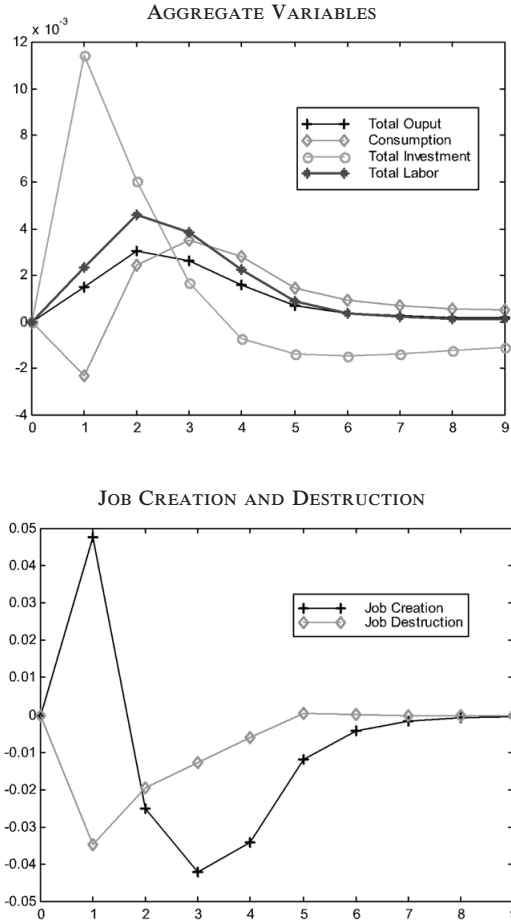 AGGREGATE VARIABLES
x 10⁻³
12
10
8
6
4
2
0
-2
-4
Total Ouput
Consumption
Total Investment
Total Labor
0 1 2 3 4 5 6 7 8 9
JOB CREATION AND DESTRUCTION
0.05
0.04
0.03
0.02
0.01
0
-0.01
-0.02
-0.03
-0.04
-0.05
Job Creation
Job Destruction
0 1 2 3 4 5 6 7 8 9